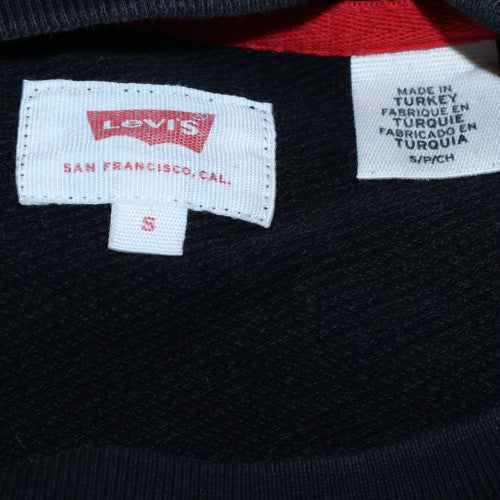 Levi's
SAN FRANCISCO, CAL.
S
MADE IN
TURKEY
FABRIQUE EN
TURQUIE
FABRICADO EN
TURQUIA
S/P/CH